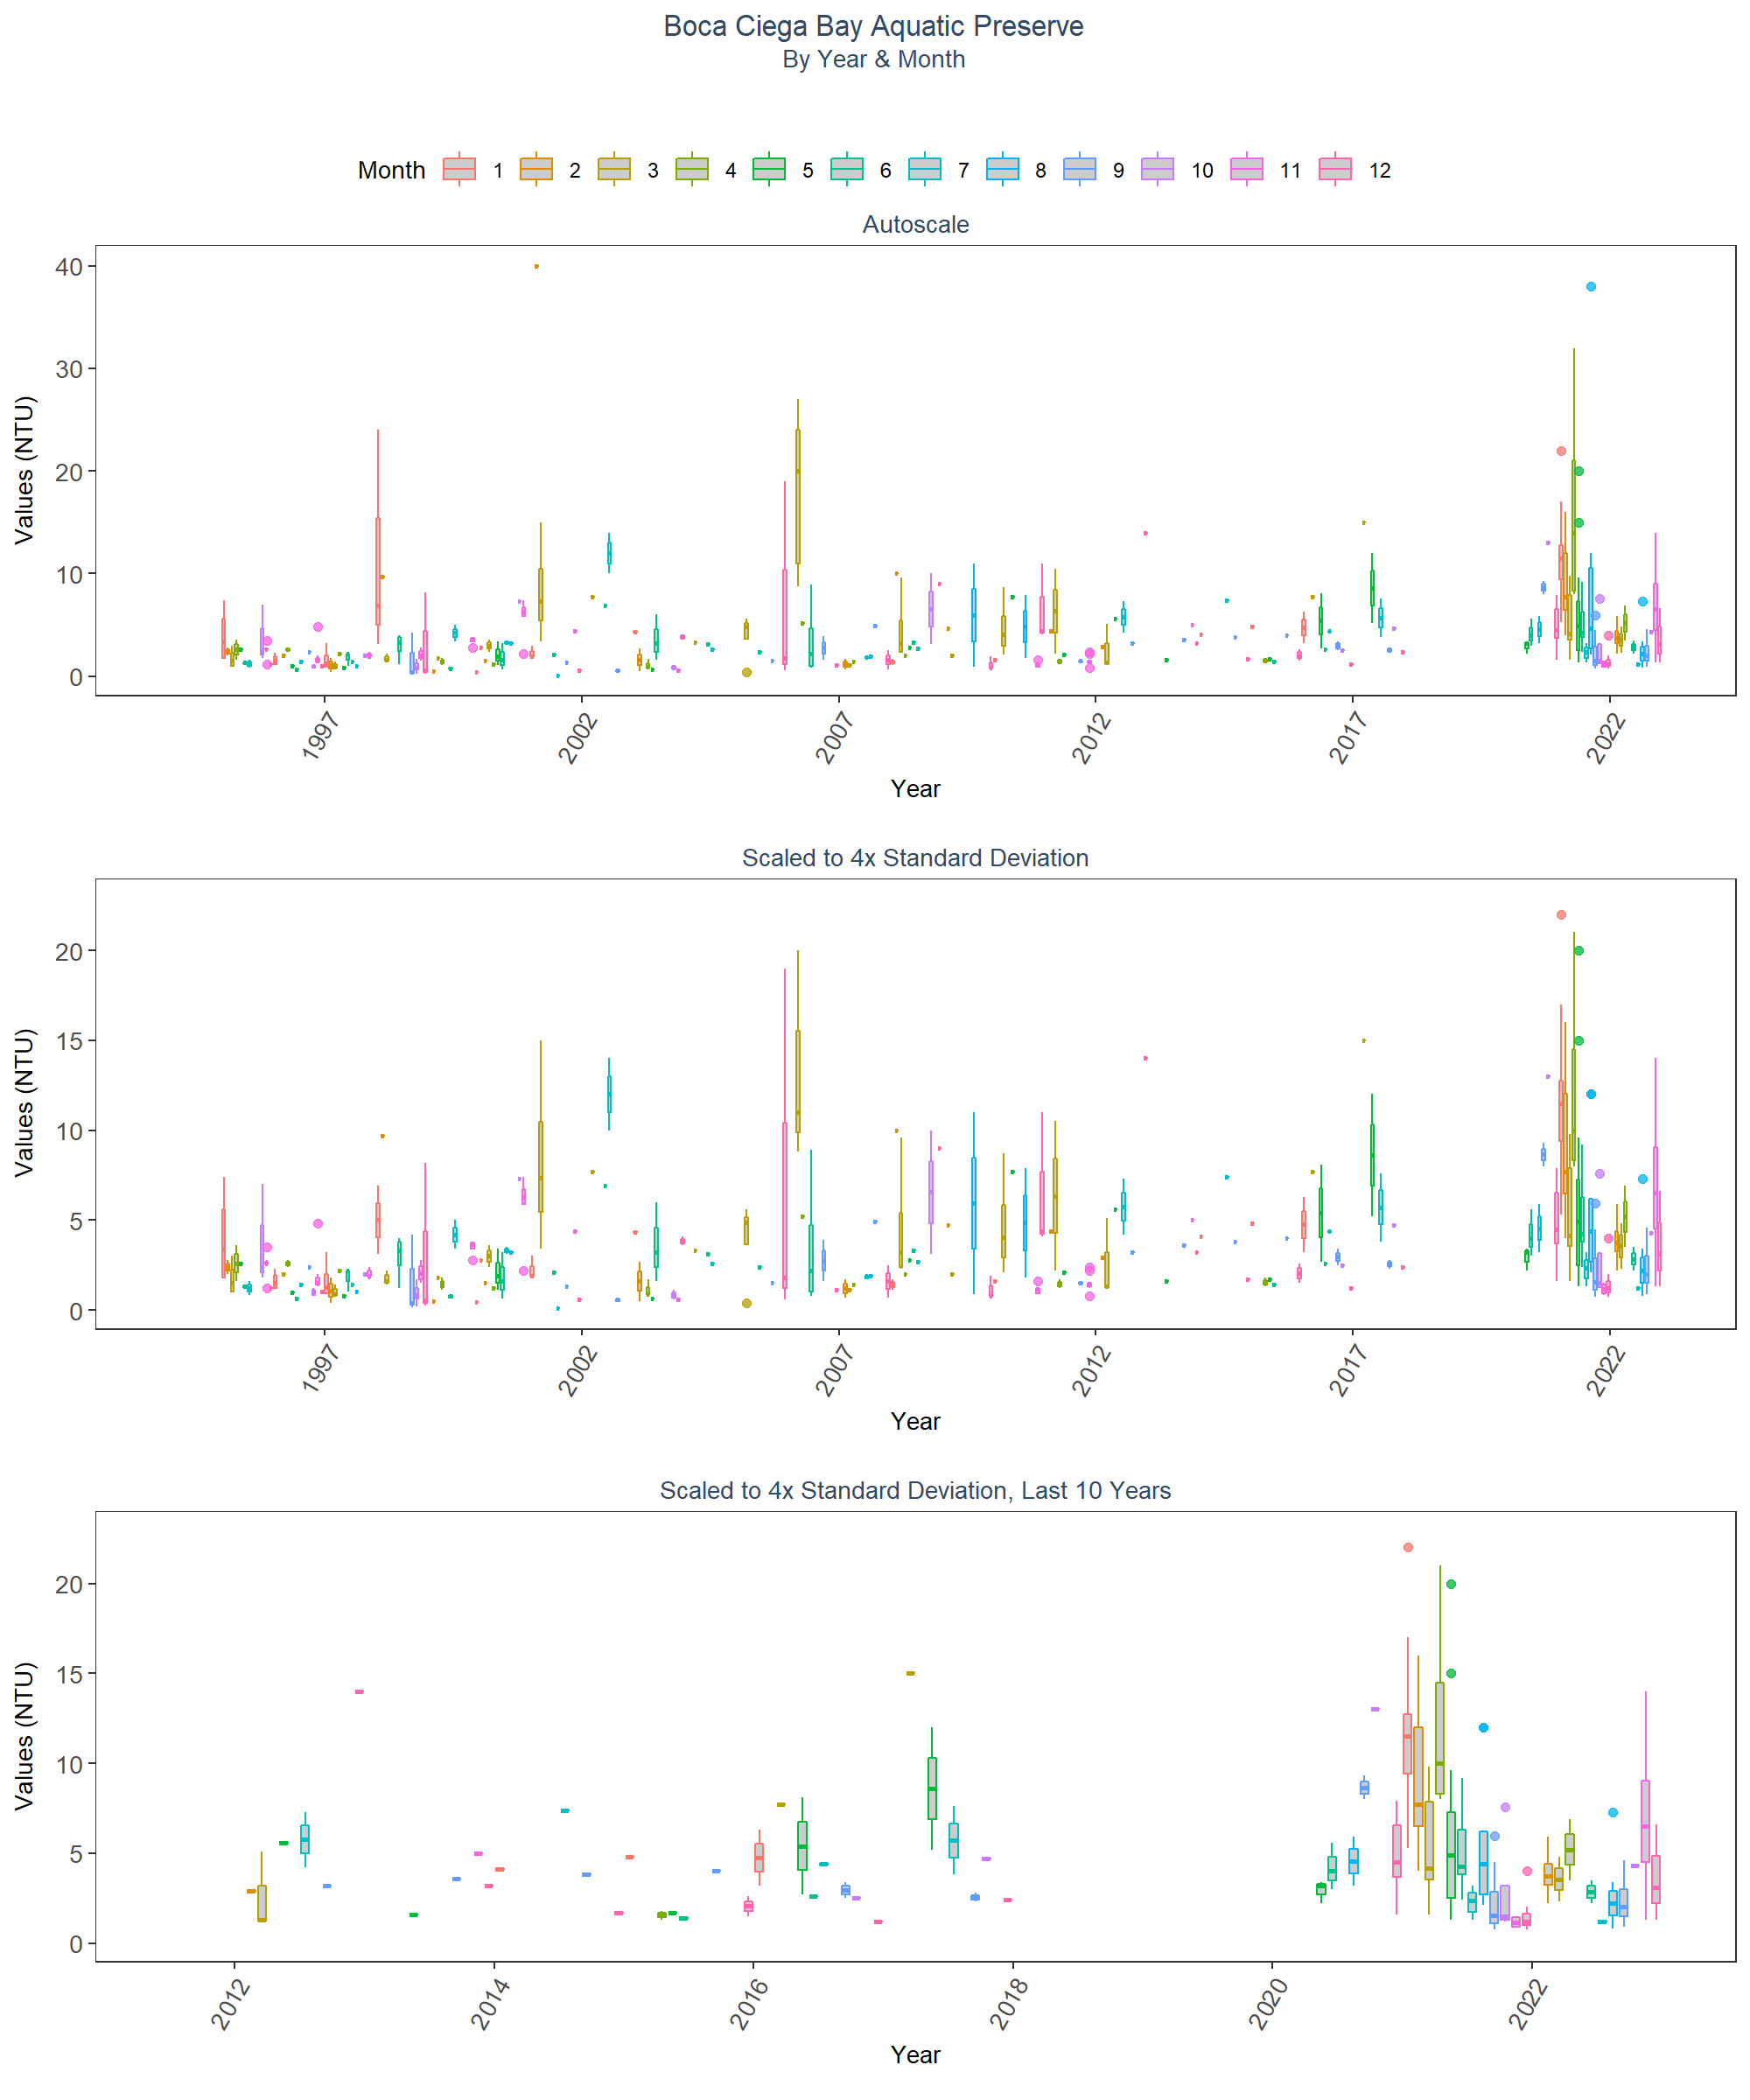 Boca Ciega Bay Aquatic Preserve
By Year & Month
Month 1 2 3 4 5 6 7 8 9 10 11 12
Autoscale
Values (NTU)
40
30
20
10
0
1997 2002 2007 2012 2017 2022
Year
Scaled to 4x Standard Deviation
Values (NTU)
20
15
10
5
0
1997 2002 2007 2012 2017 2022
Year
Scaled to 4x Standard Deviation, Last 10 Years
Values (NTU)
20
15
10
5
0
2012 2014 2016 2018 2020 2022
Year